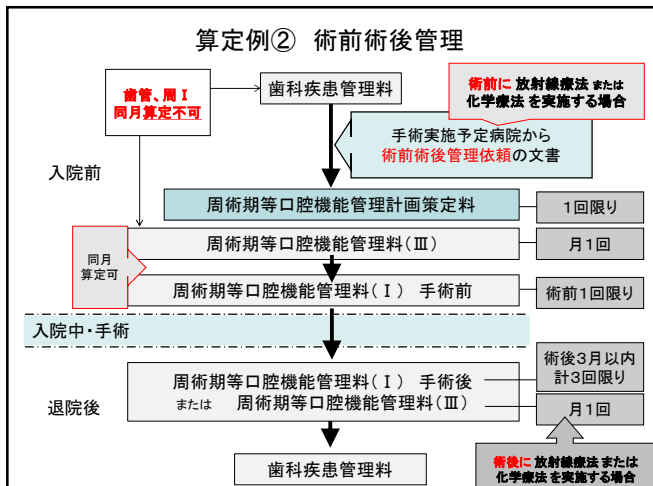 算定例② 術前術後管理
歯管、周Ⅰ
同月算定不可
歯科疾患管理料
術前に 放射線療法 または
化学療法 を実施する場合
手術実施予定病院から
術前術後管理依頼の文書
入院前
周術期等口腔機能管理計画策定料
1回限り
周術期等口腔機能管理料(Ⅲ)
月1回
同月
算定可
周術期等口腔機能管理料(Ⅰ) 手術前
術前1回限り
入院中・手術
退院後
周術期等口腔機能管理料(Ⅰ) 手術後
または 周術期等口腔機能管理料(Ⅲ)
術後3月以内
計3回限り
月1回
歯科疾患管理料
術後に 放射線療法 または
化学療法 を実施する場合